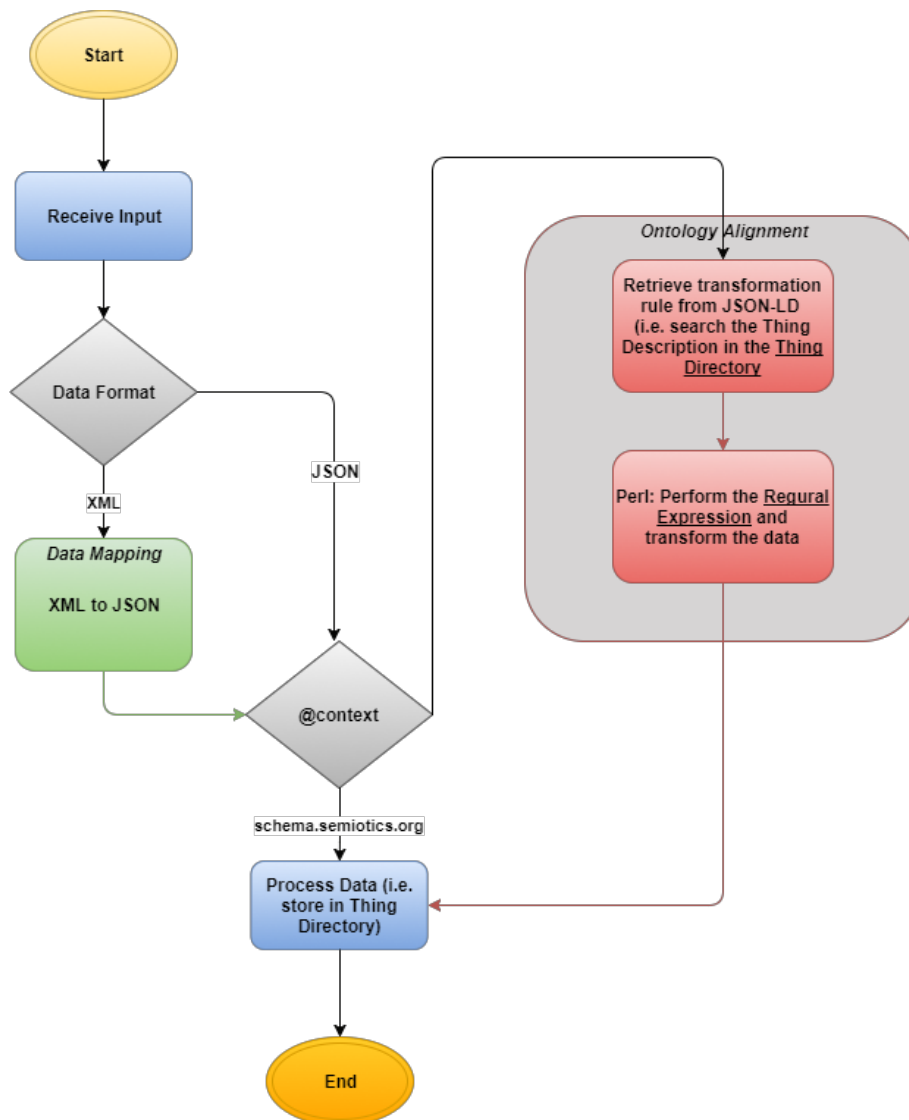 Start
Receive Input
Data Format
XML
JSON
Data Mapping
XML to JSON
@context
schema.semiotics.org
Process Data (i.e.
store in Thing
Directory)
End
Ontology Alignment
Retrieve transformation
rule from JSON-LD
(i.e. search the Thing
Description in the Thing
Directory
Perl: Perform the Regural
Expression and
transform the data